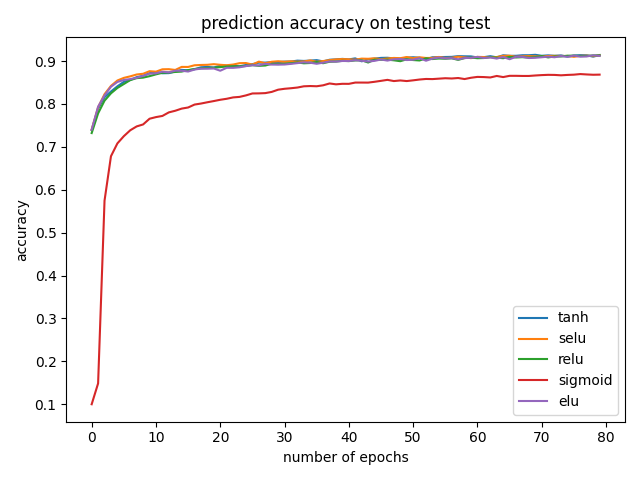 prediction accuracy on testing test
accuracy
0.9
0.8
0.7
0.6
0.5
0.4
0.3
0.2
0.1
tanh
selu
relu
sigmoid
elu
0 10 20 30 40 50 60 70 80
number of epochs